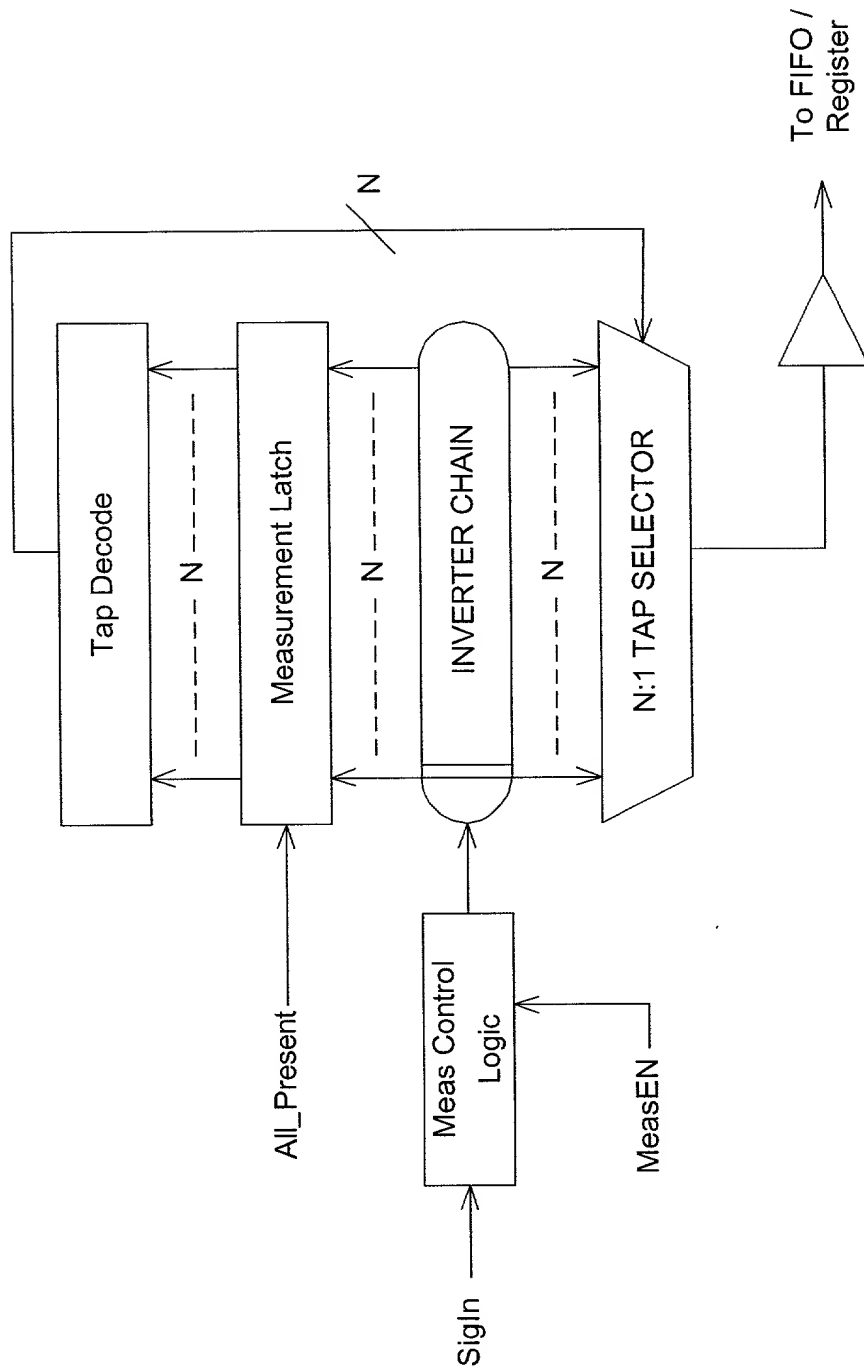 Tap Decode
N
Measurement Latch
N
INVERTER CHAIN
N
N:1 TAP SELECTOR
N
All_Present
Meas Control
Logic
MeasEN
SigIn
To FIFO /
Register